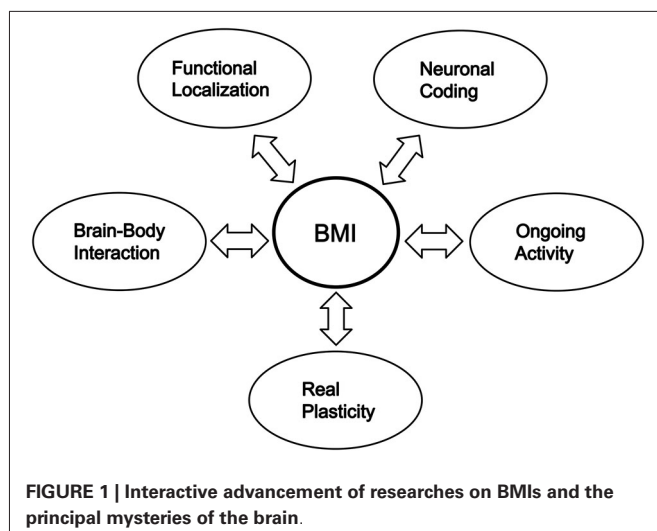 Functional
Localization
Neuronal
Coding
Brain-Body
Interaction
BMI
Ongoing
Activity
Real
Plasticity
FIGURE 1 | Interactive advancement of researches on BMIs and the
principal mysteries of the brain.